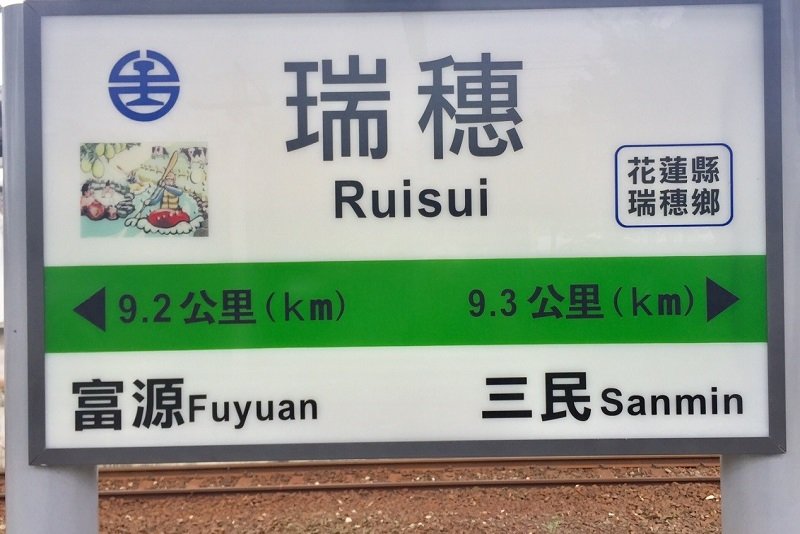 瑞穗
Ruisui
花蓮縣
瑞穗鄉
9.2公里(km)
9.3公里(km)
富源Fuyuan
三民Sanmin